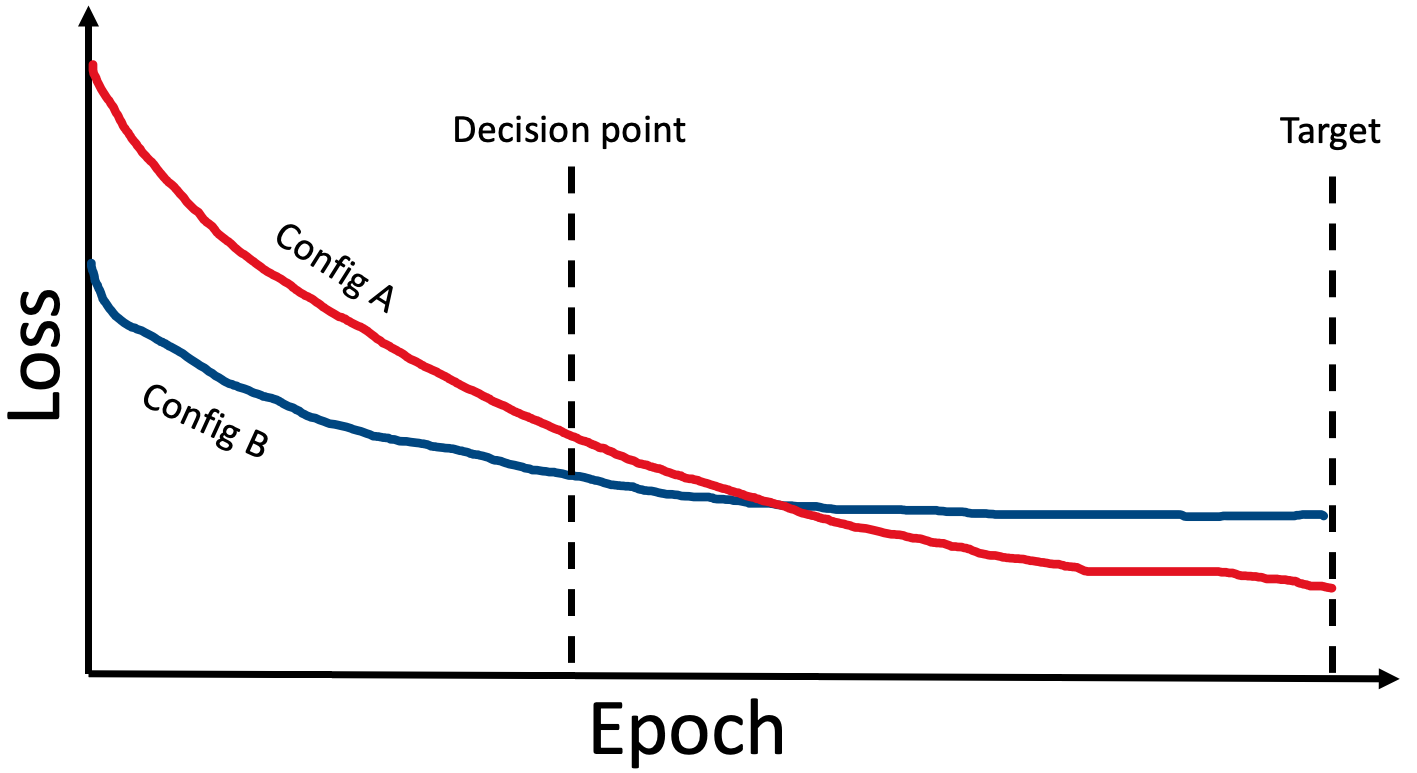 Decision point
Target
Config A
Config B
Loss
Epoch